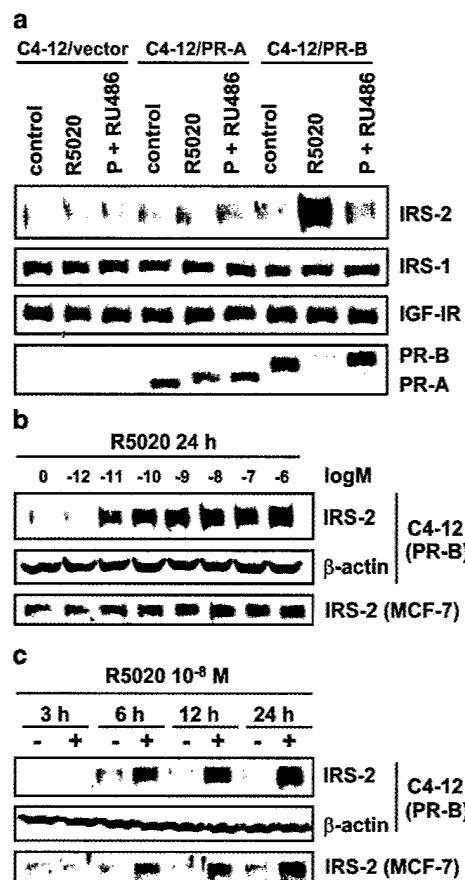 a
C4-12/vector C4-12/PR-A C4-12/PR-B
control R5020 P + RU486 control R5020 P + RU486 control R5020 P + RU486
IRS-2
IRS-1
IGF-IR
PR-B
PR-A
b
R5020 24 h
0 -12 -11 -10 -9 -8 -7 -6 logM
IRS-2
C4-12
(PR-B)
β-actin
IRS-2 (MCF-7)
c
R5020 10⁻⁸ M
3 h 6 h 12 h 24 h
- + - + - + - +
IRS-2
C4-12
(PR-B)
β-actin
IRS-2 (MCF-7)